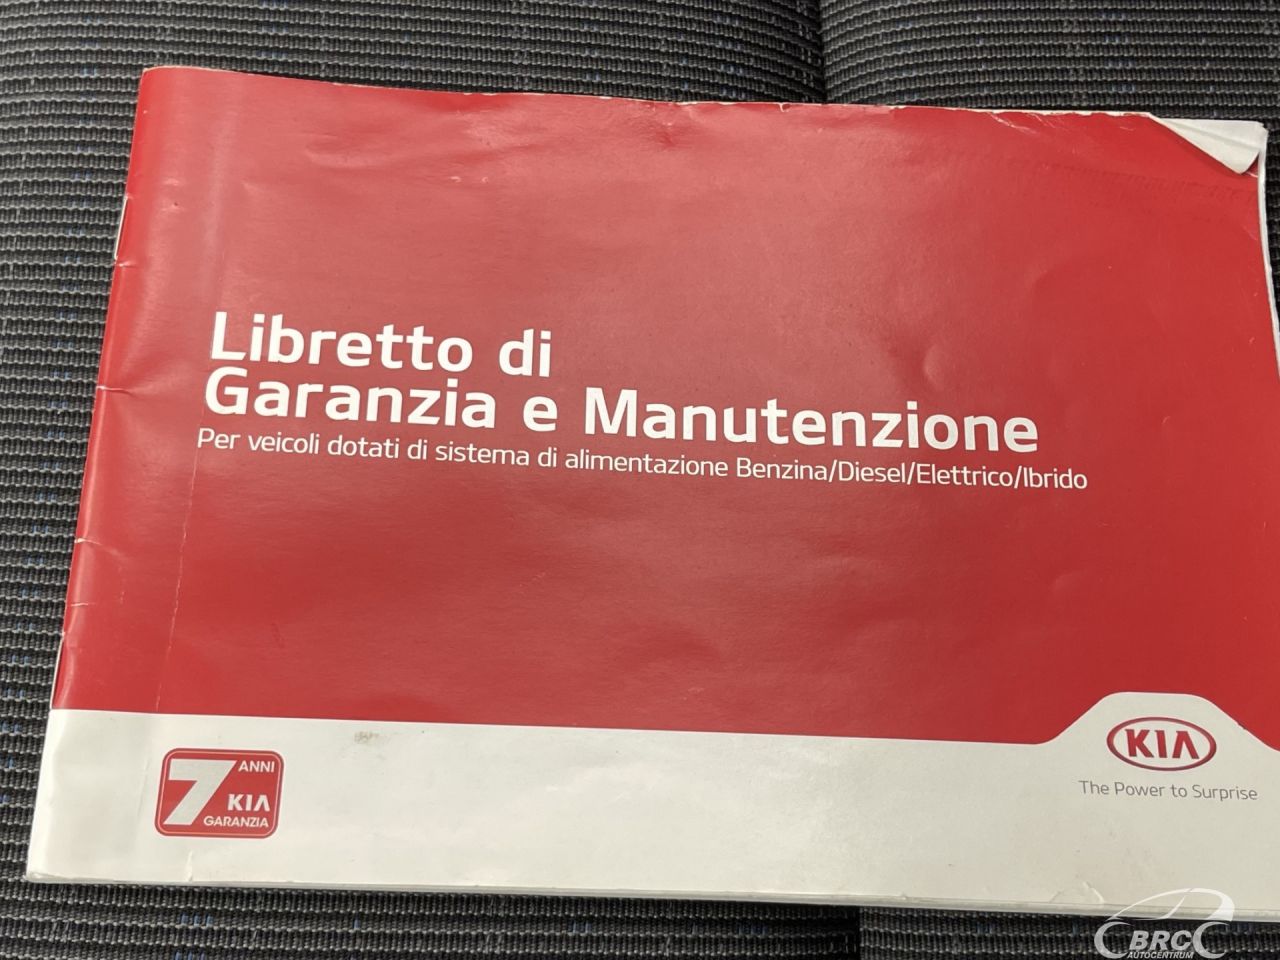 Libretto di
Garanzia e Manutenzione
Per veicoli dotati di sistema di alimentazione Benzina/Diesel/Elettrico/Ibrido
7 ANNI
KIA
GARANZIA
KIA
The Power to Surprise
BRC
AUTOCENTRUM